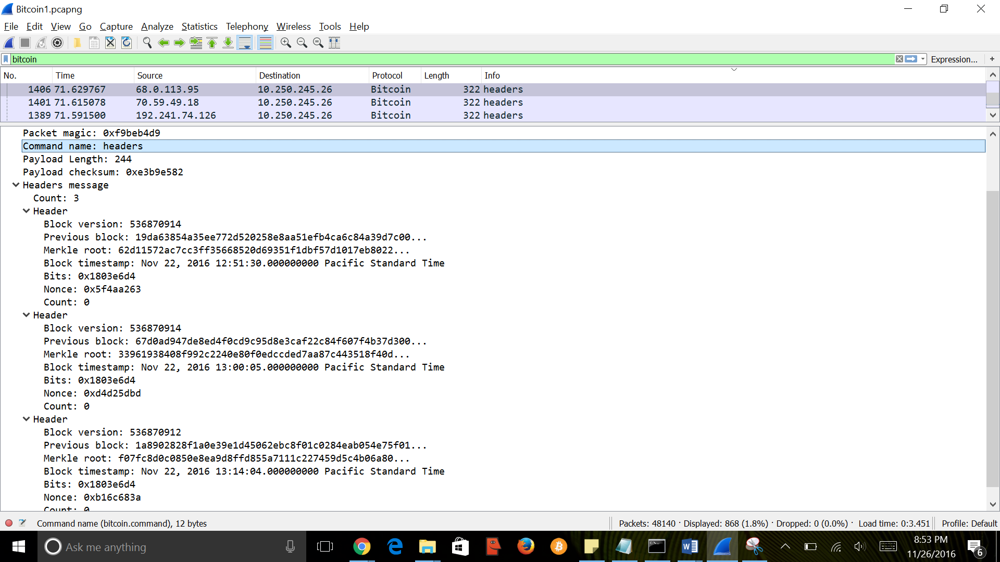 Bitcoin1.pcapng
File Edit View Go Capture Analyze Statistics Telephony Wireless Tools Help
bitcoin Expression... +
No. Time Source Destination Protocol Length Info
1406 71.629767 68.0.113.95 10.250.245.26 Bitcoin 322 headers
1401 71.615078 70.59.49.18 10.250.245.26 Bitcoin 322 headers
1389 71.591500 192.241.74.126 10.250.245.26 Bitcoin 322 headers
Packet magic: 0xf9beb4d9
Command name: headers
Payload Length: 244
Payload checksum: 0xe3b9e582
Headers message
Count: 3
Header
Block version: 536870914
Previous block: 19da63854a35ee772d520258e8aa51efb4ca6c84a39d7c00...
Merkle root: 62d11572ac7cc3ff35668520d69351f1dbf57d1017eb8022...
Block timestamp: Nov 22, 2016 12:51:30.000000000 Pacific Standard Time
Bits: 0x1803e6d4
Nonce: 0x5f4aa263
Count: 0
Header
Block version: 536870914
Previous block: 67d0ad947de8ed4f0cd9c95d8e3caf22c84f607f4b37d300...
Merkle root: 33961938408f992c2240e80f0edccded7aa87c443518f40d...
Block timestamp: Nov 22, 2016 13:00:05.000000000 Pacific Standard Time
Bits: 0x1803e6d4
Nonce: 0xd4d25dbd
Count: 0
Header
Block version: 536870912
Previous block: 1a8902828f1a0e39e1d45062ebc8f01c0284eab054e75f01...
Merkle root: f07fc8d0c0850e8ea9d8ffd855a7111c227459d5c4b06a80...
Block timestamp: Nov 22, 2016 13:14:04.000000000 Pacific Standard Time
Bits: 0x1803e6d4
Nonce: 0xb16c683a
Count: 0
Command name (bitcoin.command), 12 bytes Packets: 48140 · Displayed: 868 (1.8%) · Dropped: 0 (0.0%) · Load time: 0:3.451 Profile: Default
Ask me anything
8:53 PM
11/26/2016
6